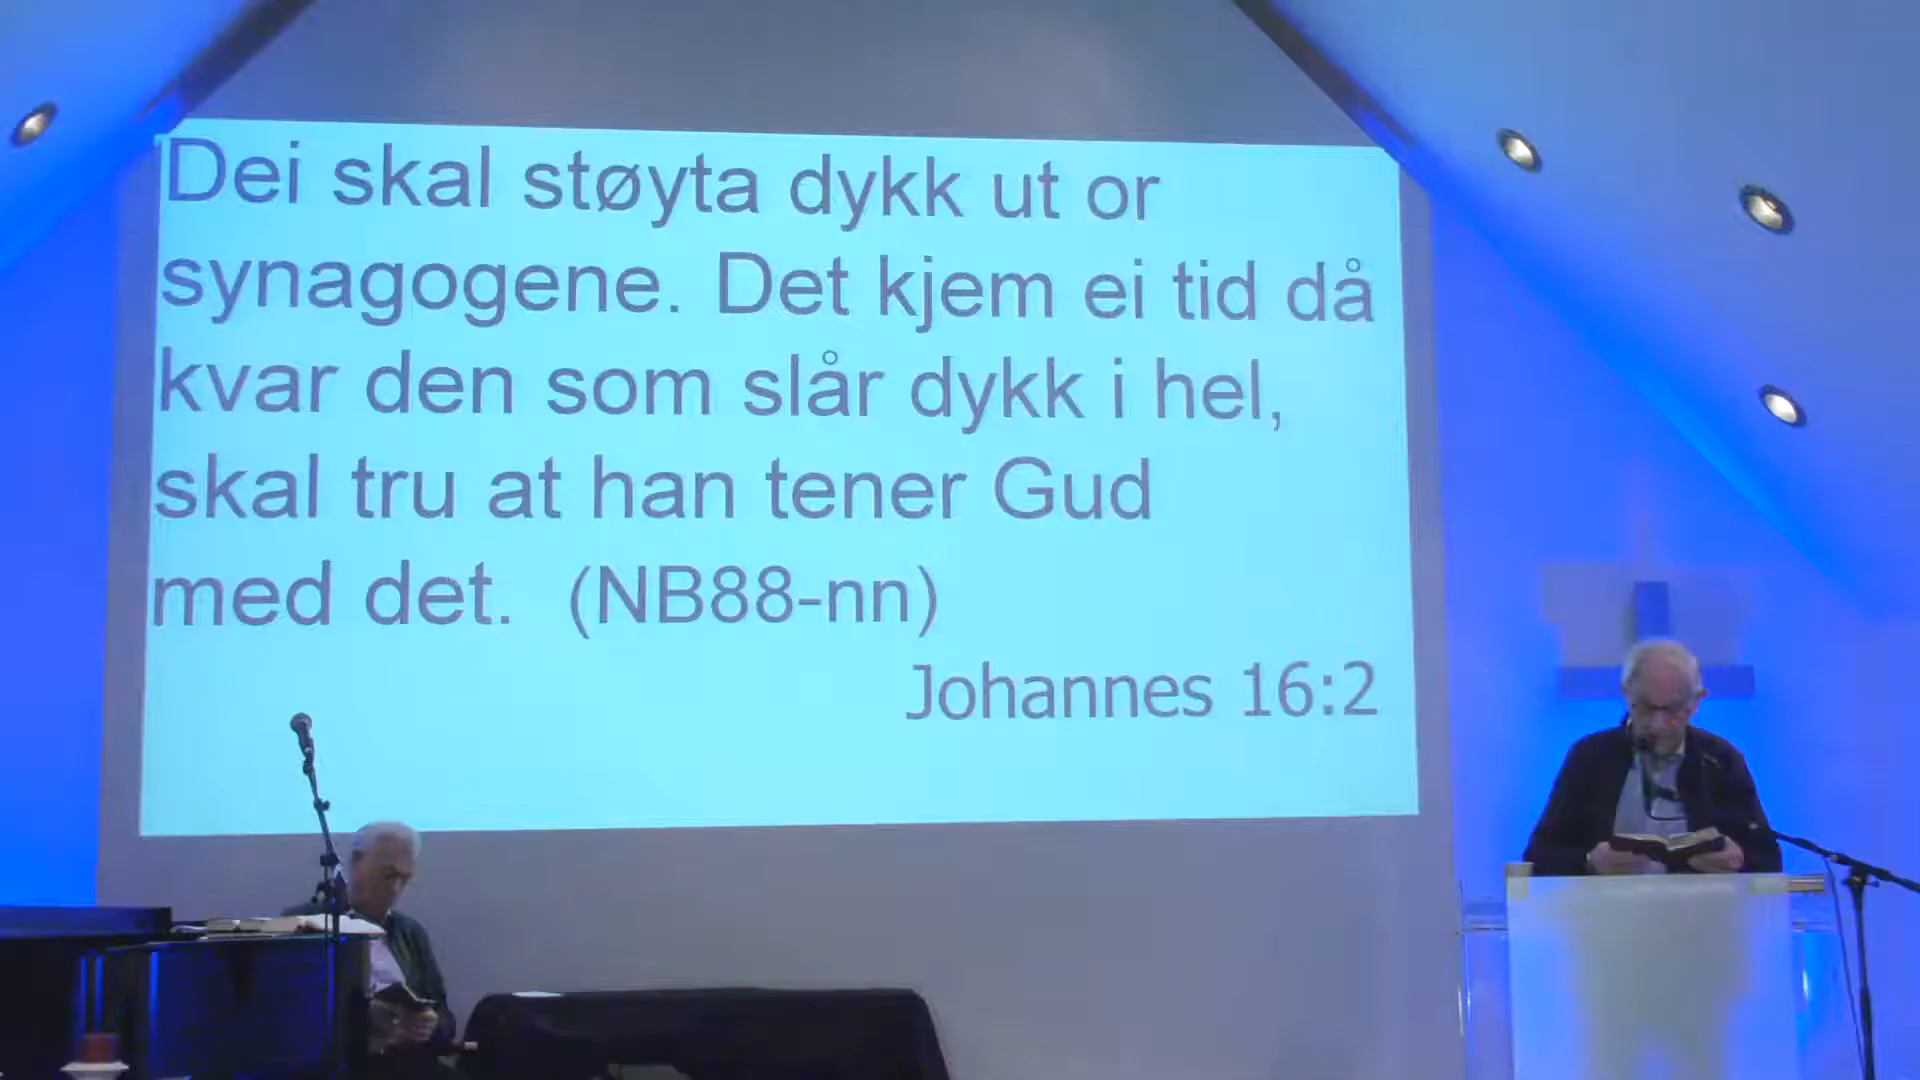 Dei skal støyta dykk ut or
synagogene. Det kjem ei tid då
kvar den som slår dykk i hel,
skal tru at han tener Gud
med det. (NB88-nn)
Johannes 16:2